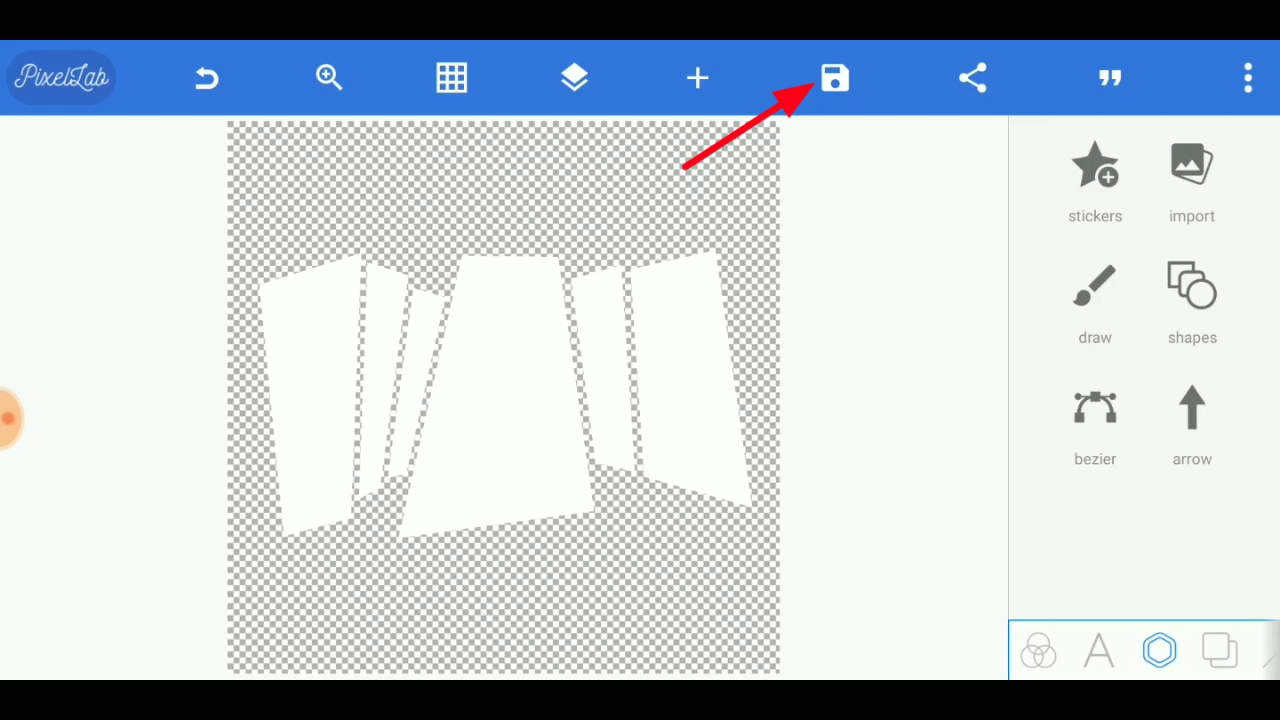 PixelLab
stickers
import
draw
shapes
bezier
arrow